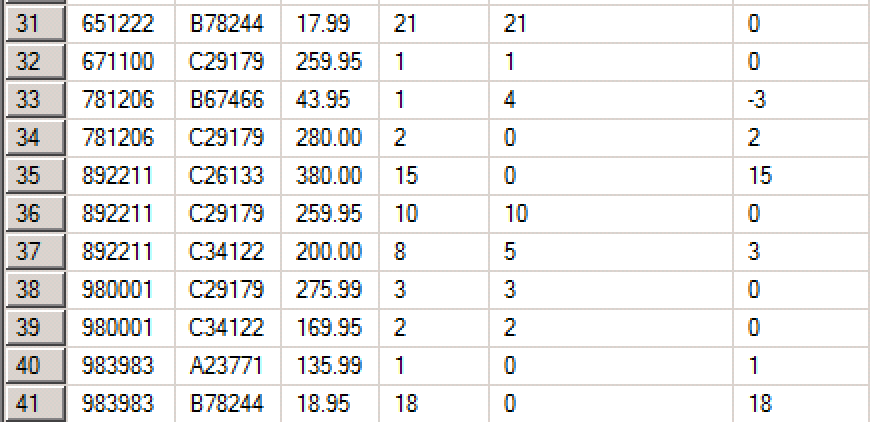 31 651222 B78244 17.99 21 21 0
32 671100 C29179 259.95 1 1 0
33 781206 B67466 43.95 1 4 -3
34 781206 C29179 280.00 2 0 2
35 892211 C26133 380.00 15 0 15
36 892211 C29179 259.95 10 10 0
37 892211 C34122 200.00 8 5 3
38 980001 C29179 275.99 3 3 0
39 980001 C34122 169.95 2 2 0
40 983983 A23771 135.99 1 0 1
41 983983 B78244 18.95 18 0 18